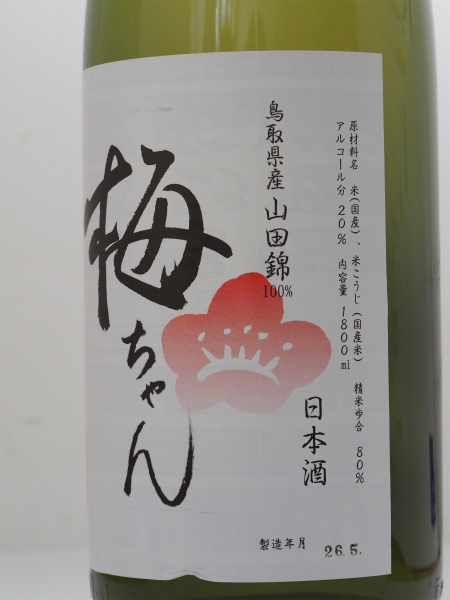 原材料名 米(国産)、米こうじ(国産米) 精米歩合 80%
アルコール分 20% 内容量 1800ml
鳥取県産 山田錦
100%
日本酒
梅ちゃん
製造年月 26.5.